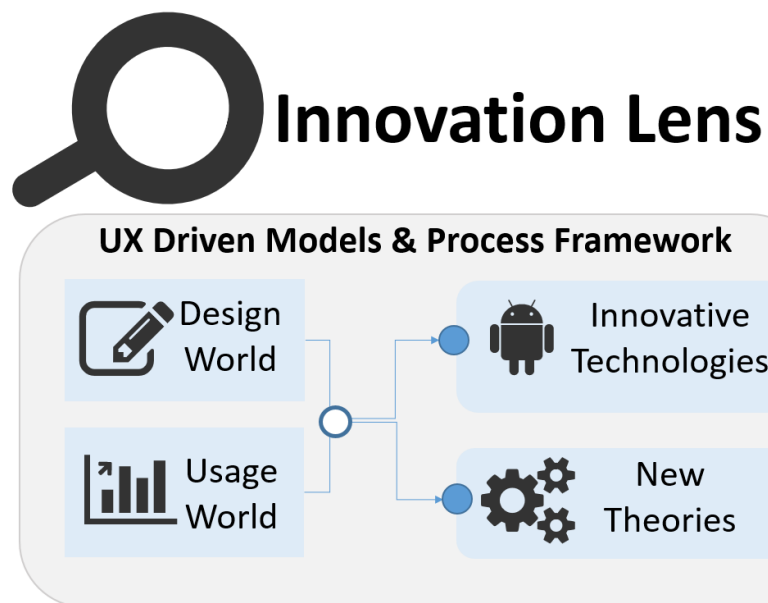 Innovation Lens
UX Driven Models & Process Framework
Design
World
Innovative
Technologies
Usage
World
New
Theories